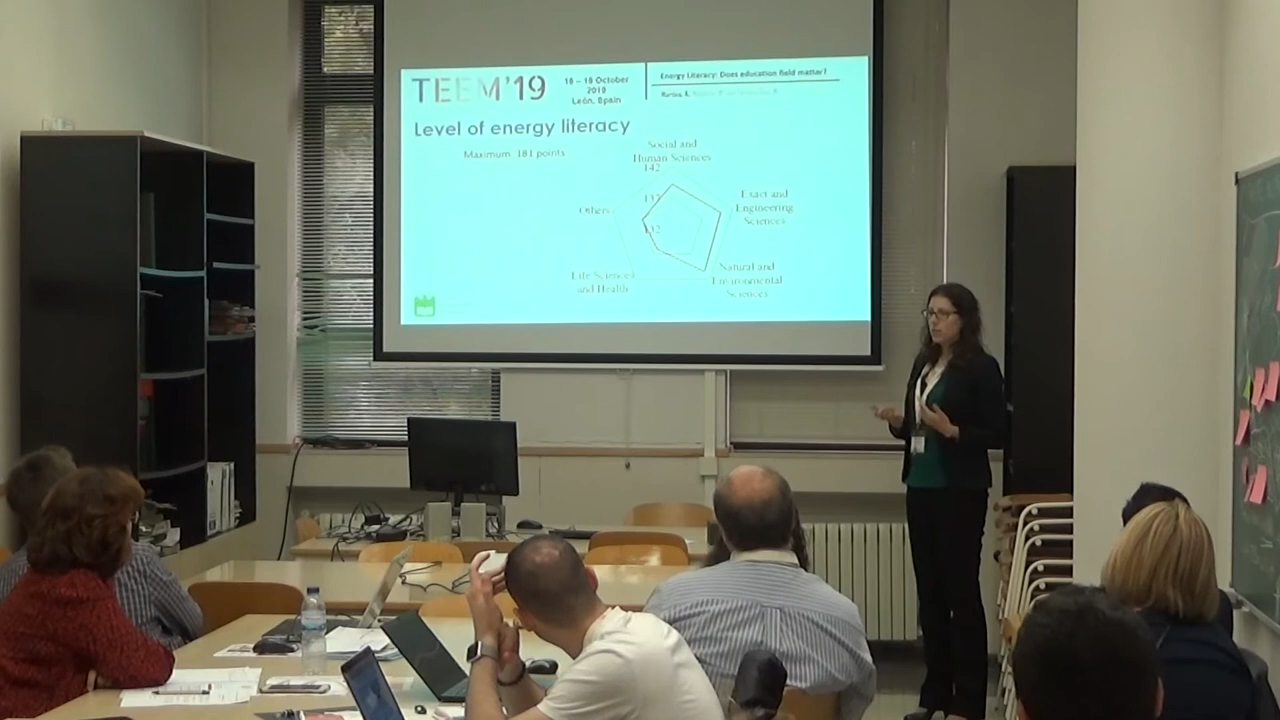 TEEM'19
16 – 18 October
2019
León, Spain
Energy Literacy: Does education field matter?
Level of energy literacy
Maximum: 181 points
Social and
Human Sciences
142
137
Exact and
Engineering
Sciences
Others
132
Natural and
Environmental
Sciences
Life Sciences
and Health